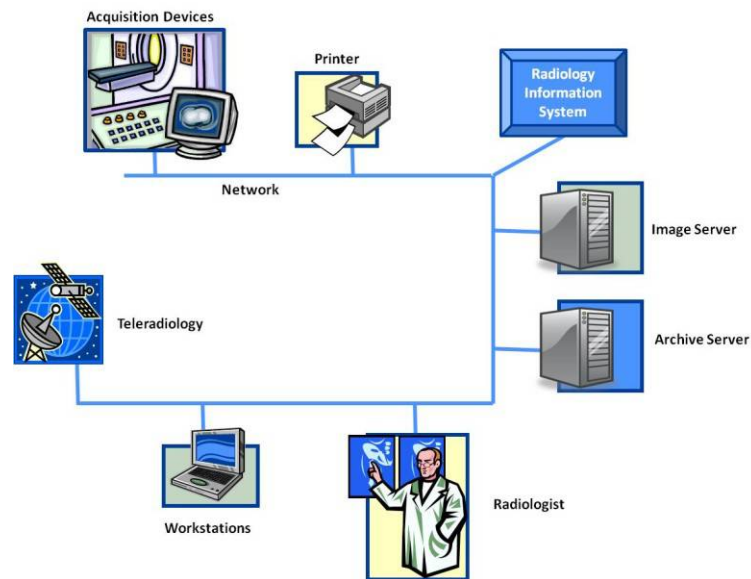 Acquisition Devices
Printer
Radiology
Information
System
Network
Image Server
Teleradiology
Archive Server
Workstations
Radiologist